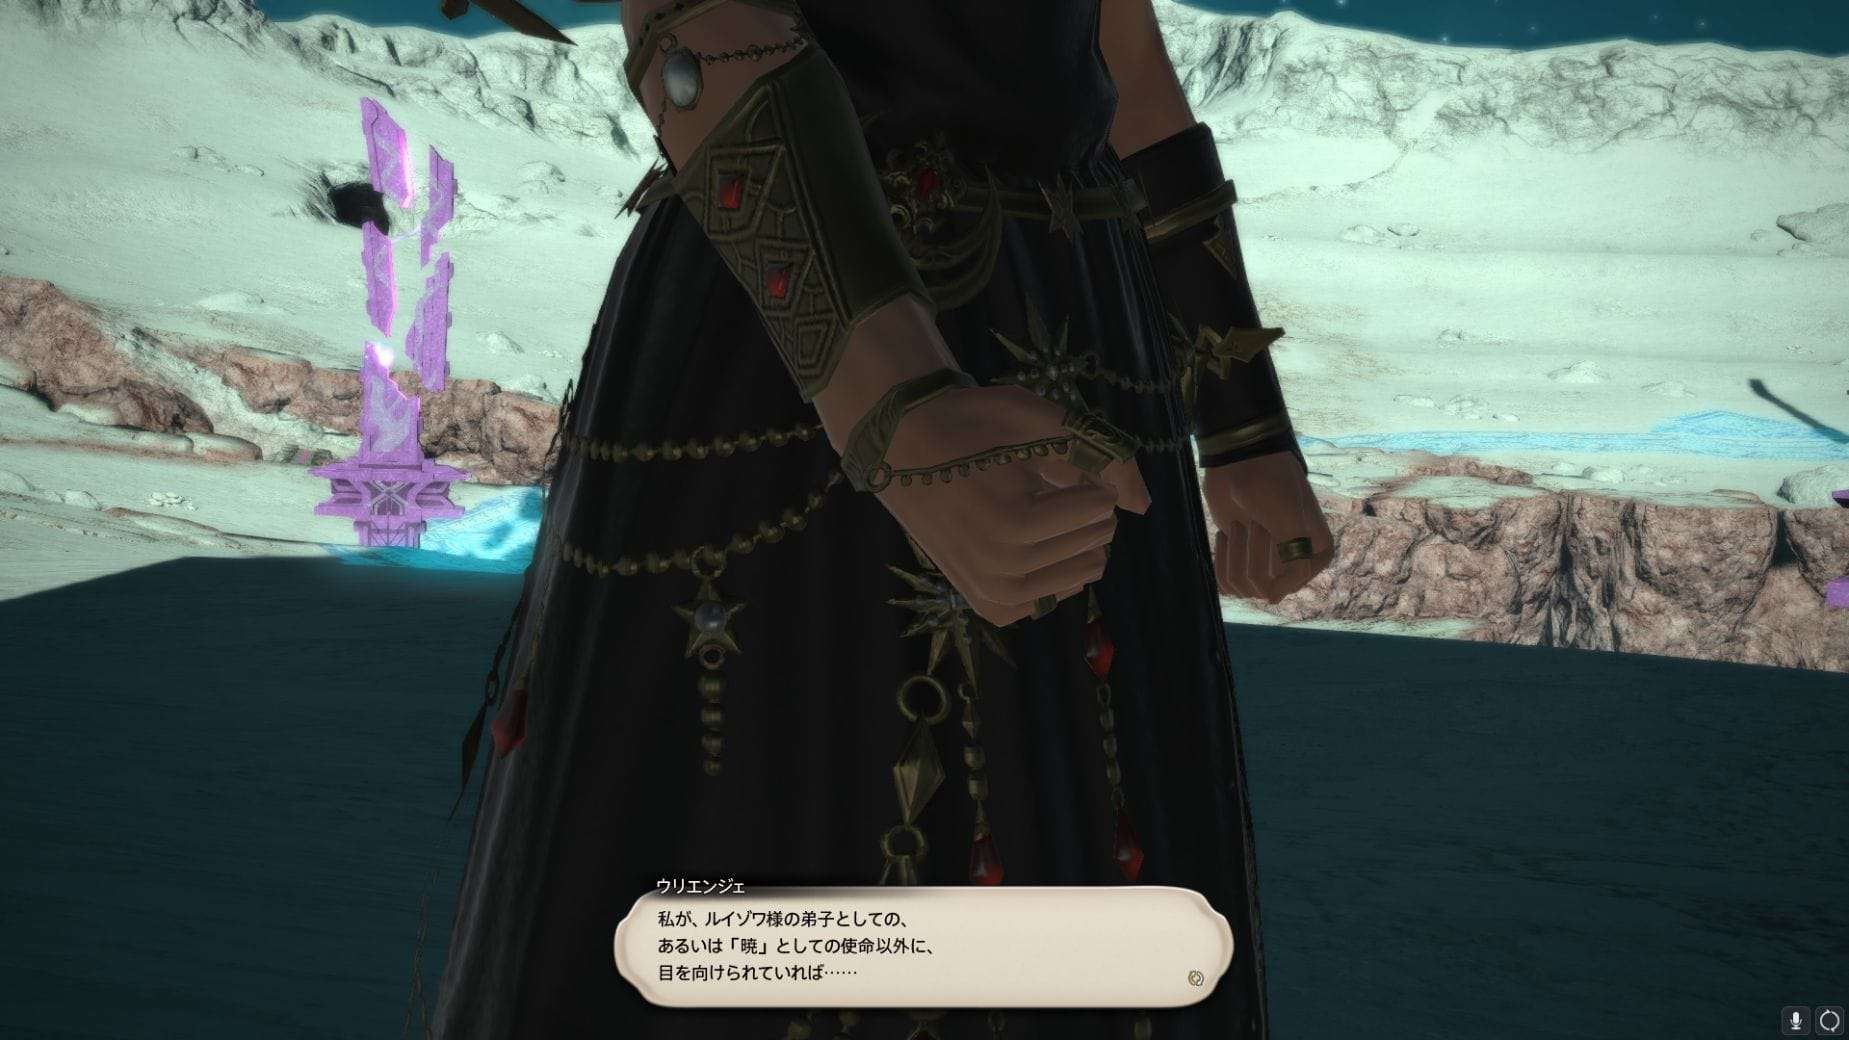 ウリエンジェ
私が、ルイゾワ様の弟子としての、
あるいは「暁」としての使命以外に、
目を向けられていれば……